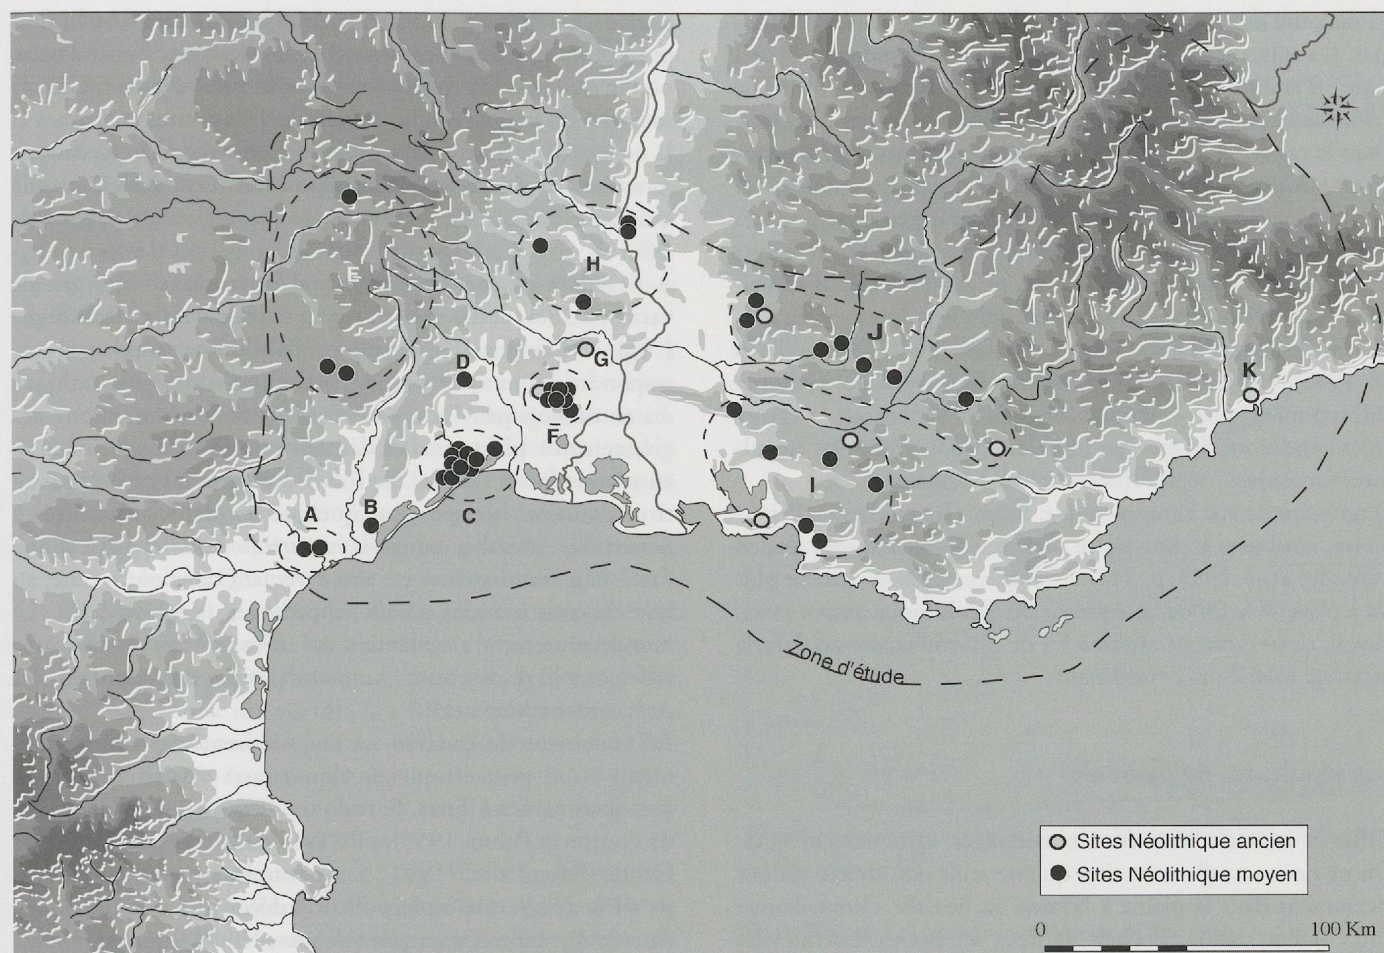 E
H
J
G
D
K
F
I
A
B
C
Zone d'étude
Sites Néolithique ancien
Sites Néolithique moyen
0 100 Km